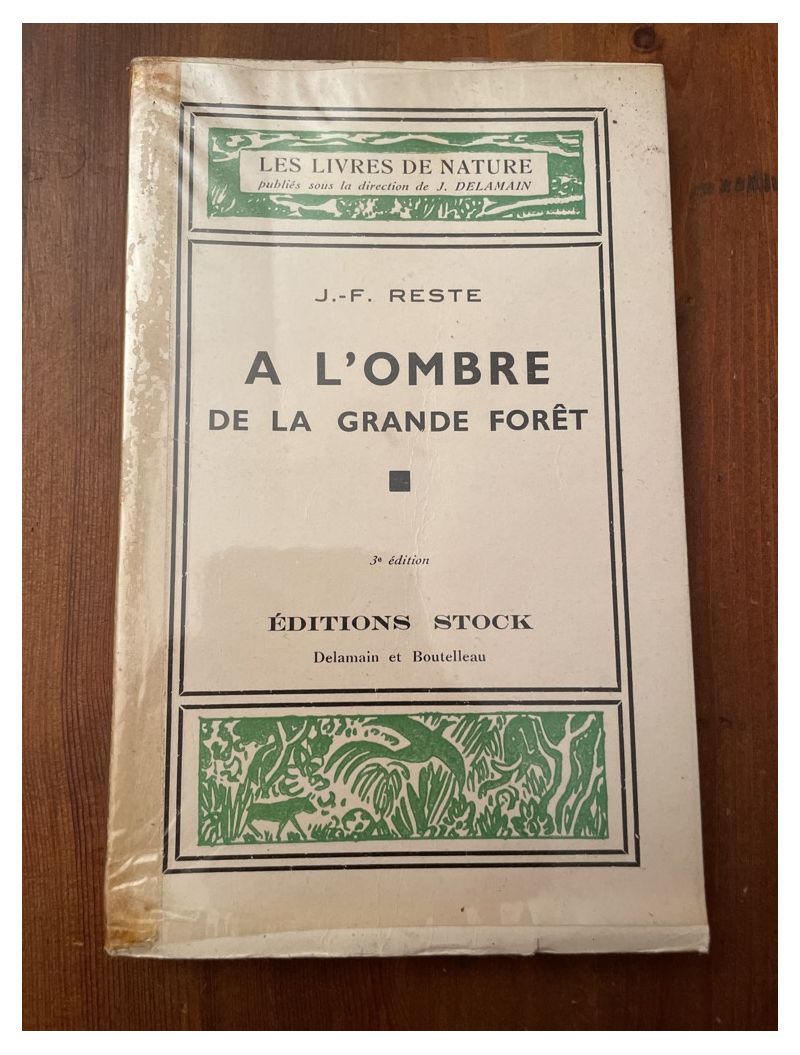 LES LIVRES DE NATURE
publiés sous la direction de J. DELAMAIN
J.-F. RESTE
A L'OMBRE
DE LA GRANDE FORÊT
3e édition
ÉDITIONS STOCK
Delamain et Boutelleau